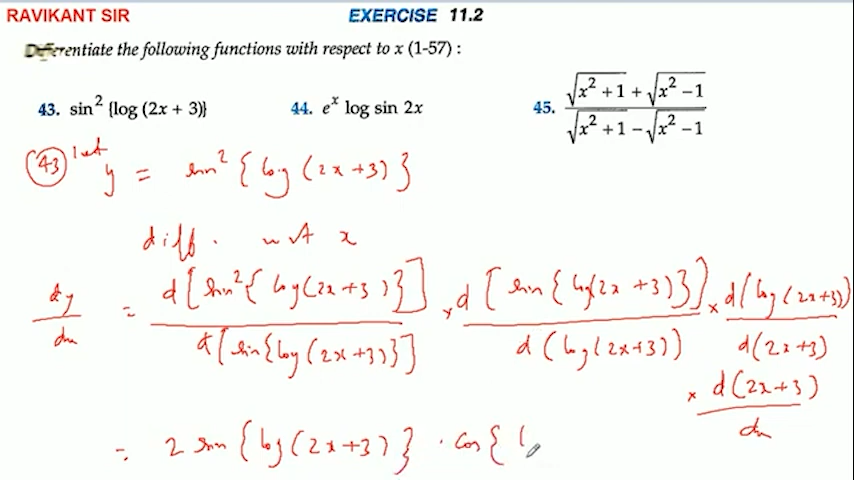 RAVIKANT SIR EXERCISE 11.2
Differentiate the following functions with respect to x (1-57) :
43. sin² {log (2x + 3)} 44. eˣ log sin 2x 45. (√(x² + 1) + √(x² − 1)) / (√(x² + 1) − √(x² − 1))
(43) let y = sin² { log (2x+3) }
diff. w.r.t x
dy/dx = d[sin²{log(2x+3)}] / d[sin{log(2x+3)}] × d[sin{log(2x+3)}] / d(log(2x+3)) × d(log(2x+3)) / d(2x+3)
× d(2x+3) / dx
= 2 sin {log(2x+3)} · cos { l